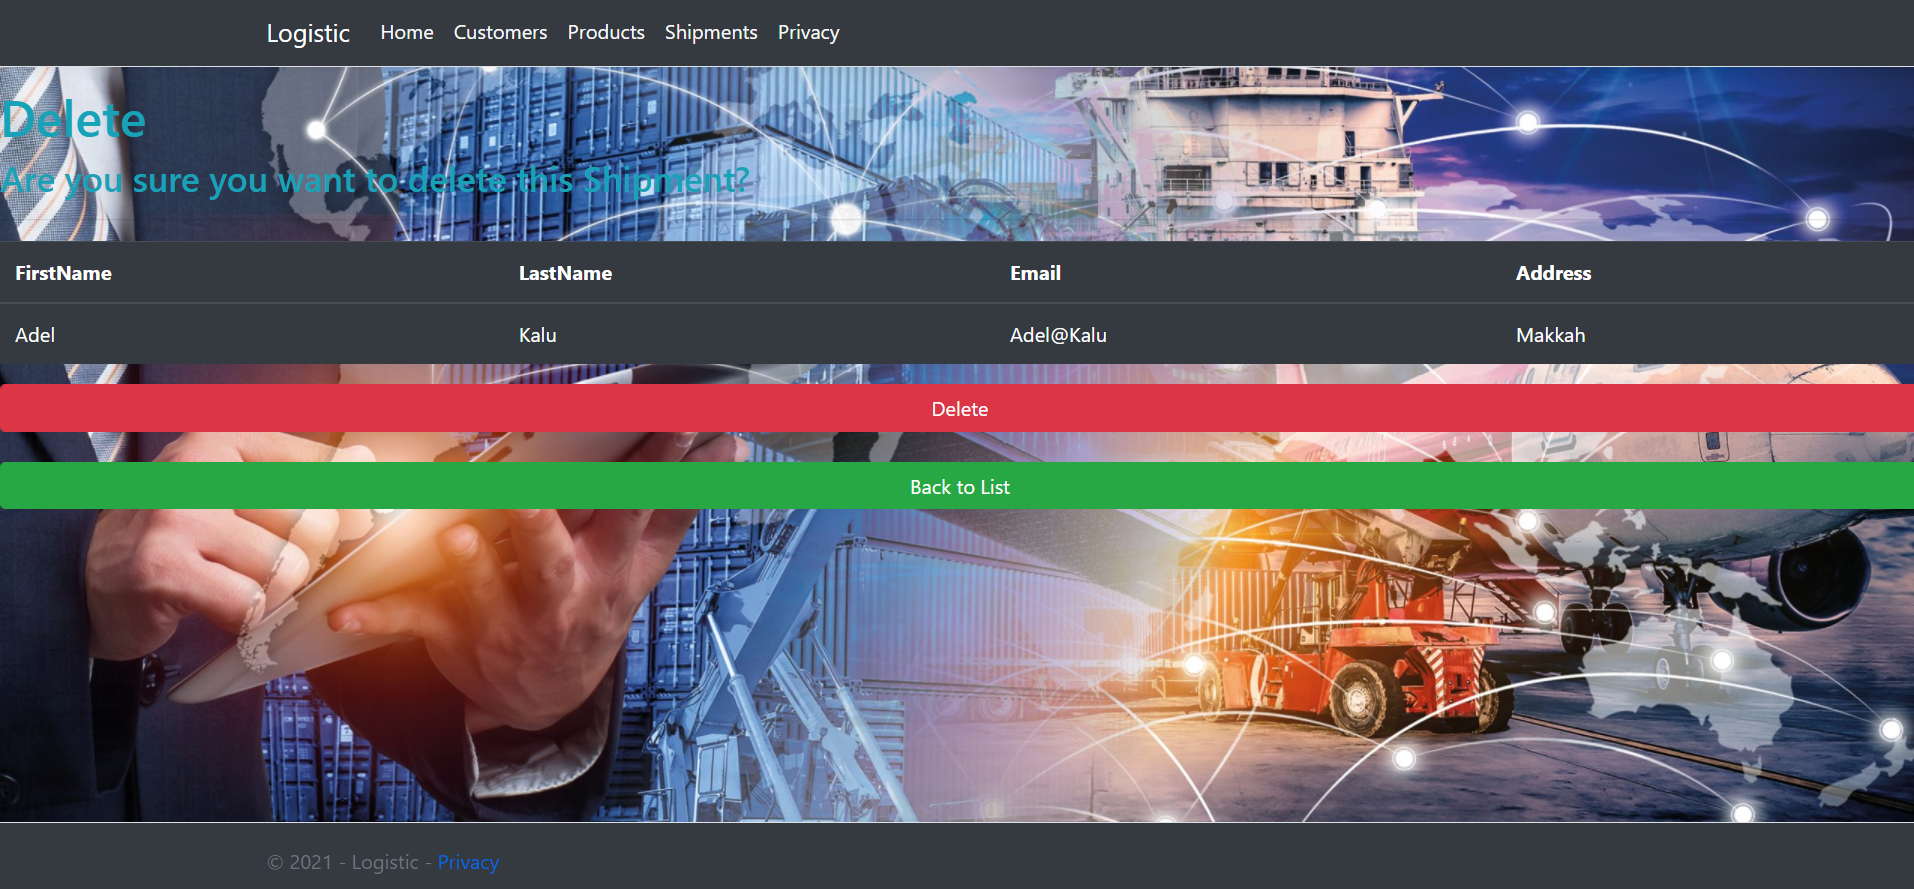 Logistic Home Customers Products Shipments Privacy
Delete
Are you sure you want to delete this Shipment?
FirstName LastName Email Address
Adel Kalu Adel@Kalu Makkah
Delete
Back to List
© 2021 - Logistic - Privacy